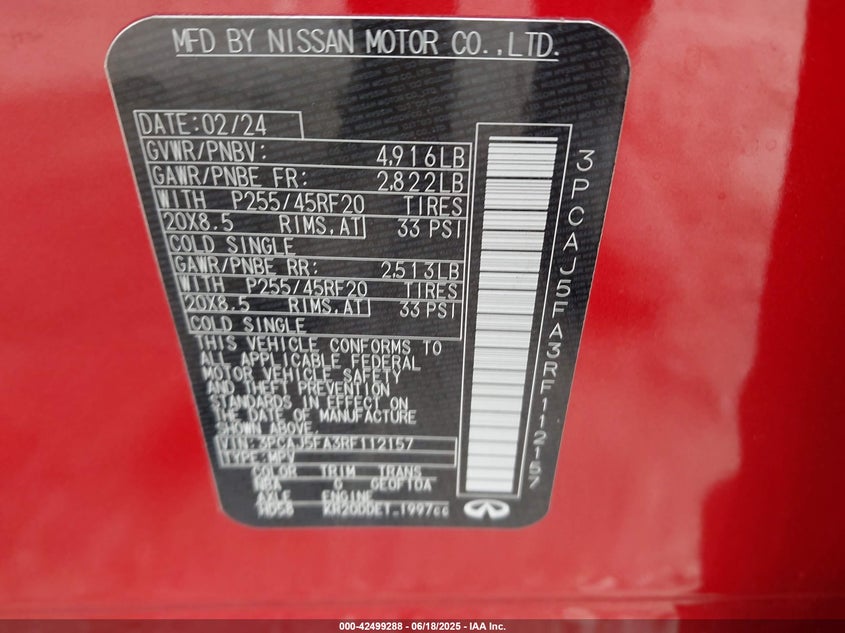 MFD BY NISSAN MOTOR CO.,LTD.
DATE:02/24
GVWR/PNBV: 4,916LB
GAWR/PNBE FR: 2,822LB
WITH P255/45RF20 TIRES
20X8.5 RIMS,AT 33 PSI
COLD SINGLE
GAWR/PNBE RR: 2,513LB
WITH P255/45RF20 TIRES
20X8.5 RIMS,AT 33 PSI
COLD SINGLE
THIS VEHICLE CONFORMS TO
ALL APPLICABLE FEDERAL
MOTOR VEHICLE SAFETY
AND THEFT PREVENTION
STANDARDS IN EFFECT ON
THE DATE OF MANUFACTURE
SHOWN ABOVE.
VIN:3PCAJ5FA3RF112157
TYPE:MPV
COLOR TRIM TRANS
NBA G GEOF10A
AXLE ENGINE
HD58 KR20DDET-1997cc
3PCAJ5FA3RF112157
000-42499288 - 06/18/2025 - IAA Inc.